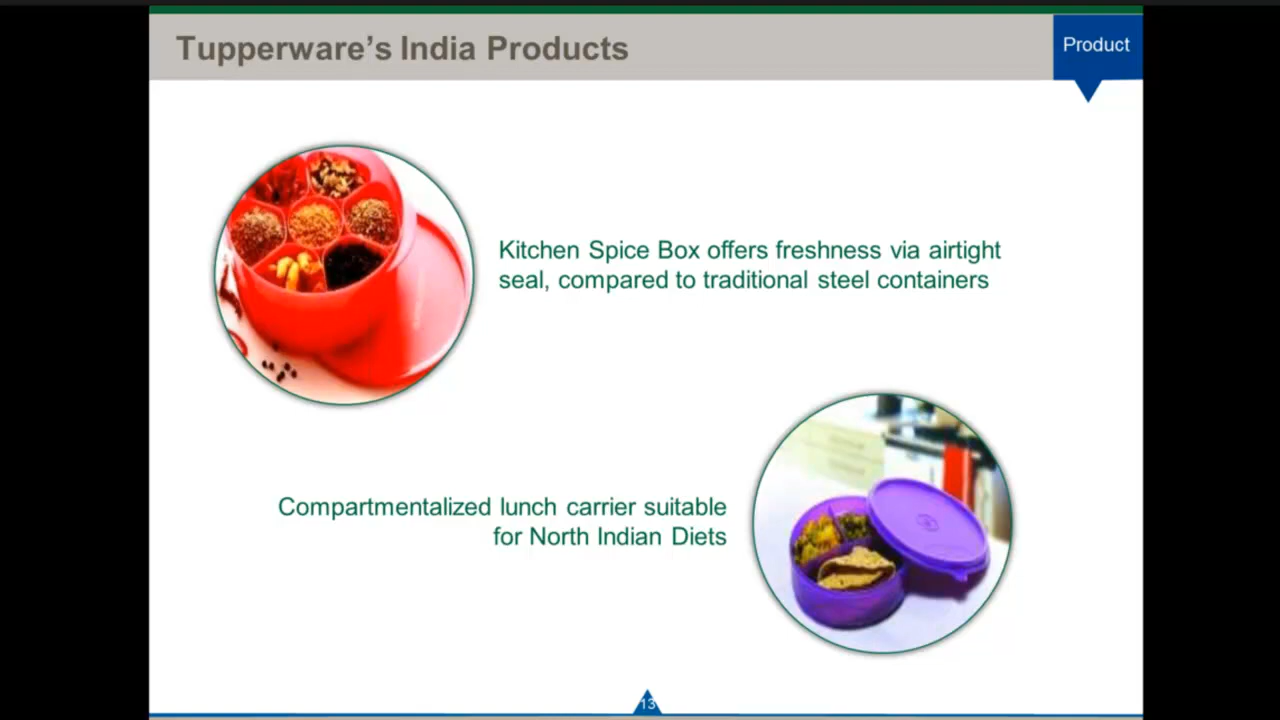 Tupperware's India Products
Product
Kitchen Spice Box offers freshness via airtight
seal, compared to traditional steel containers
Compartmentalized lunch carrier suitable
for North Indian Diets
13